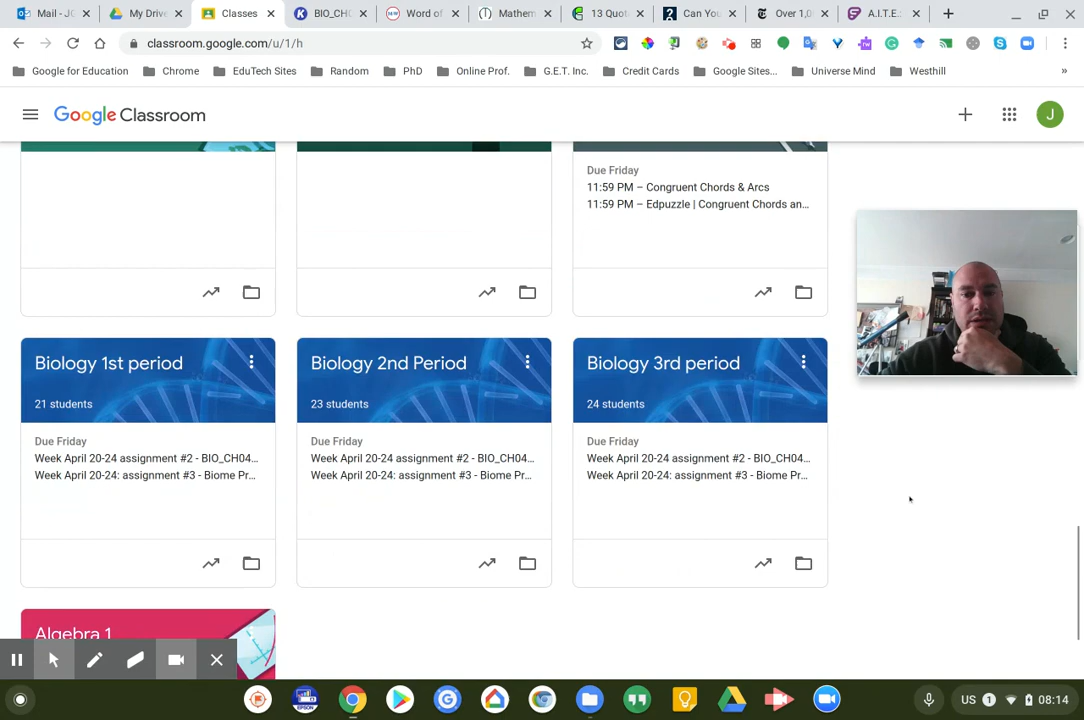 Mail - JC
My Drive
Classes
BIO_CH0
Word of
Mathem
13 Quot
Can You
Over 1,0
A.I.T.E.
classroom.google.com/u/1/h
Google for Education
Chrome
EduTech Sites
Random
PhD
Online Prof.
G.E.T. Inc.
Credit Cards
Google Sites...
Universe Mind
Westhill
»
Google Classroom
J
Due Friday
11:59 PM – Congruent Chords & Arcs
11:59 PM – Edpuzzle | Congruent Chords an...
Biology 1st period
21 students
Due Friday
Week April 20-24 assignment #2 - BIO_CH04...
Week April 20-24: assignment #3 - Biome Pr...
Biology 2nd Period
23 students
Due Friday
Week April 20-24 assignment #2 - BIO_CH04...
Week April 20-24: assignment #3 - Biome Pr...
Biology 3rd period
24 students
Due Friday
Week April 20-24 assignment #2 - BIO_CH04...
Week April 20-24: assignment #3 - Biome Pr...
Algebra 1
EPSON
US 1 08:14